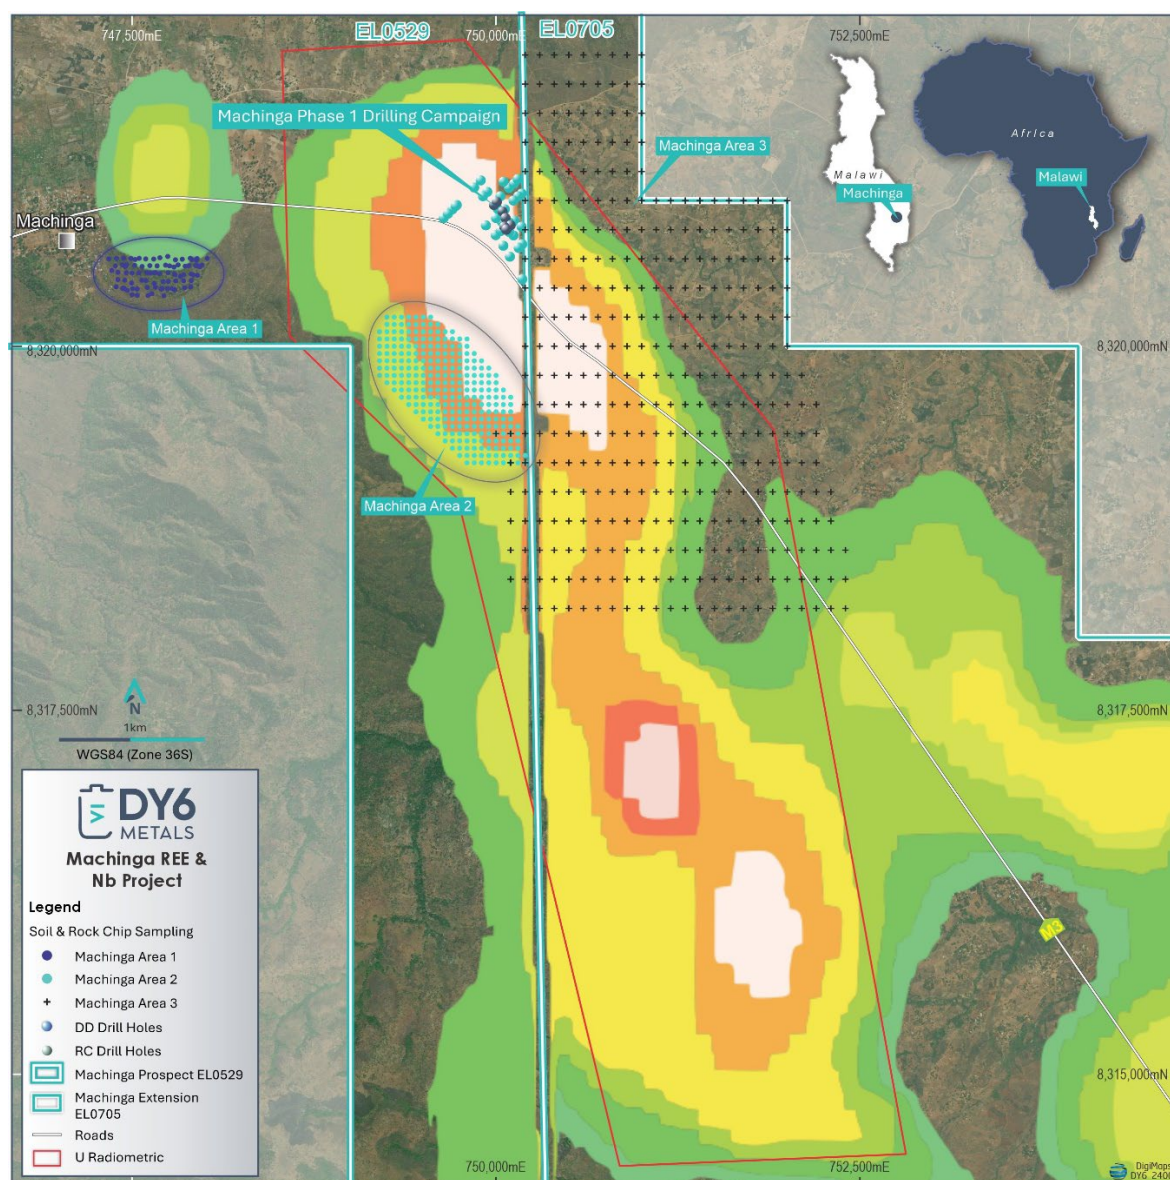 EL0529
EL0705
747,500mE
750,000mE
752,500mE
Machinga Phase 1 Drilling Campaign
Machinga Area 3
Africa
Malawi
Machinga
Malawi
Machinga
Machinga Area 1
8,320,000mN
8,320,000mN
Machinga Area 2
8,317,500mN
8,317,500mN
N
1km
WGS84 (Zone 36S)
DY6
METALS
Machinga REE &
Nb Project
Legend
Soil & Rock Chip Sampling
Machinga Area 1
Machinga Area 2
Machinga Area 3
DD Drill Holes
RC Drill Holes
Machinga Prospect EL0529
Machinga Extension
EL0705
Roads
U Radiometric
M3
8,315,000mN
750,000mE
752,500mE
DigiMaps